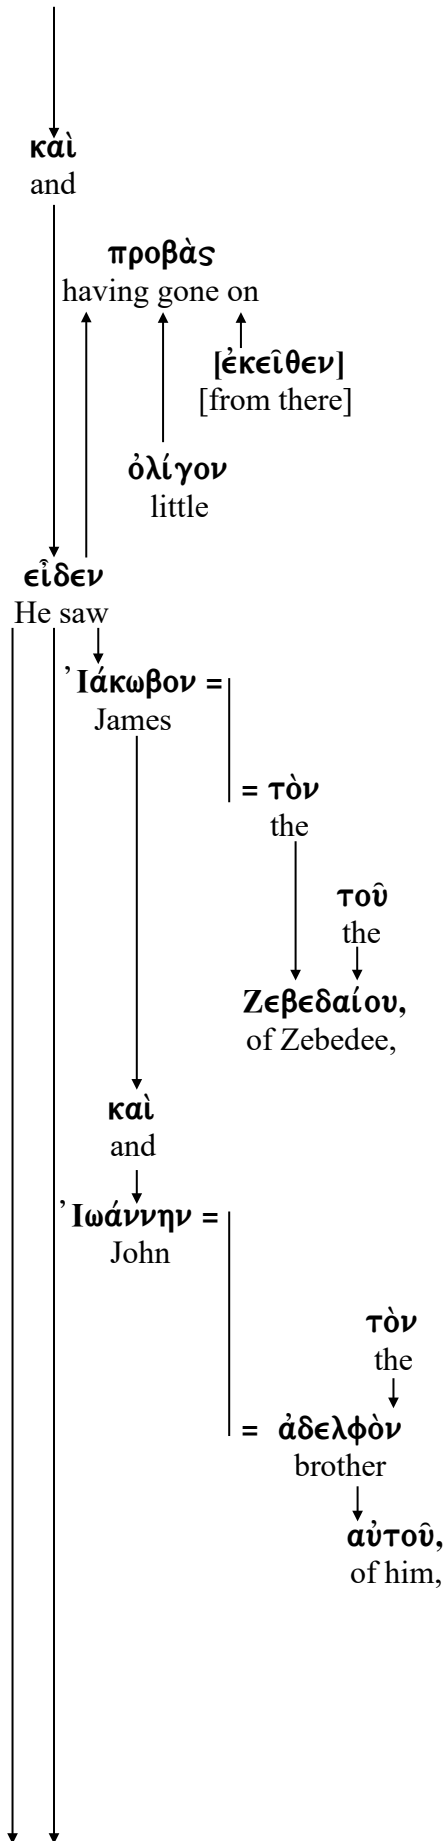 καὶ
and
προβὰς
having gone on
[ἐκεῖθεν]
[from there]
ὀλίγον
little
εἶδεν
He saw
Ἰάκωβον =
James
= τὸν
the
τοῦ
the
Ζεβεδαίου,
of Zebedee,
καὶ
and
Ἰωάννην =
John
τὸν
the
= ἀδελφὸν
brother
αὐτοῦ,
of him,